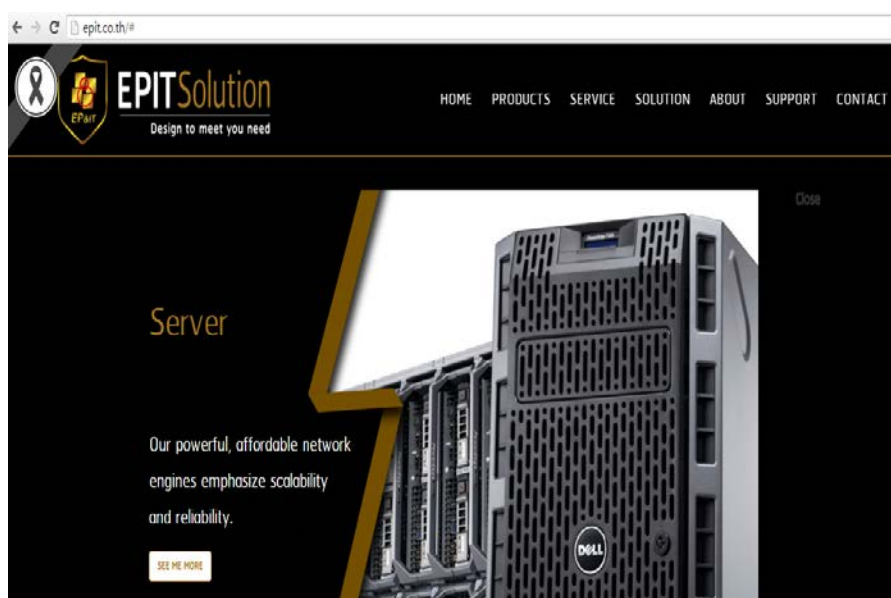 epit.co.th/#
EP&IT
EPITSolution
Design to meet you need
HOME PRODUCTS SERVICE SOLUTION ABOUT SUPPORT CONTACT
Close
Server
Our powerful, affordable network
engines emphasize scalability
and reliability.
SEE ME MORE
DELL